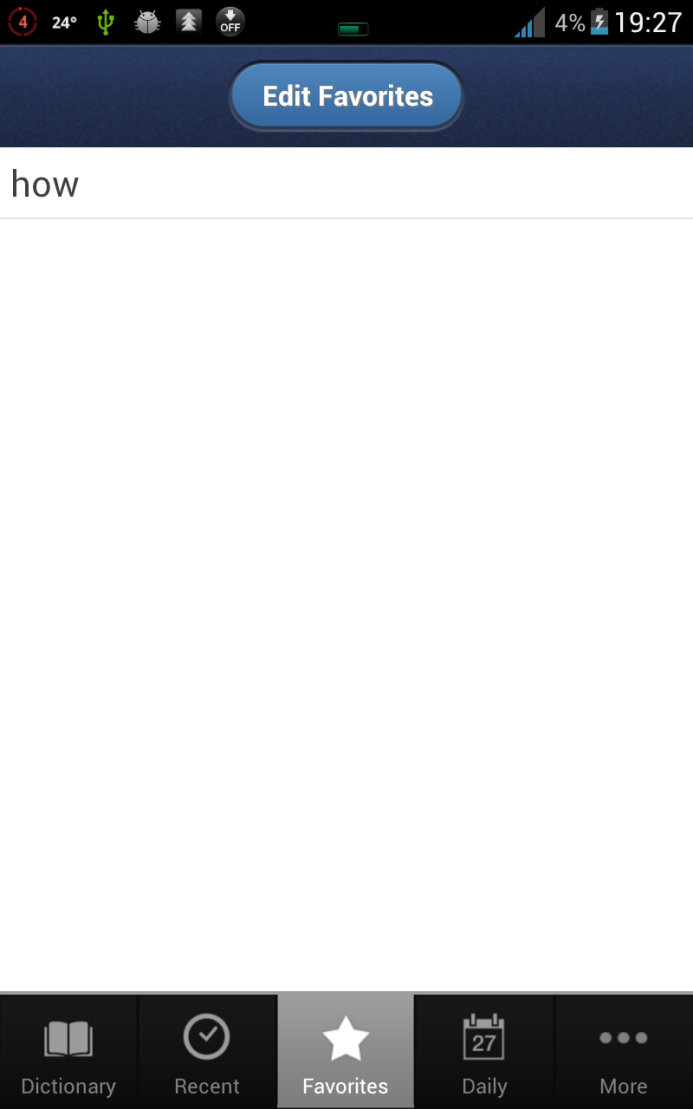 4 24° OFF 4% 19:27
Edit Favorites
how
27
Dictionary Recent Favorites Daily More